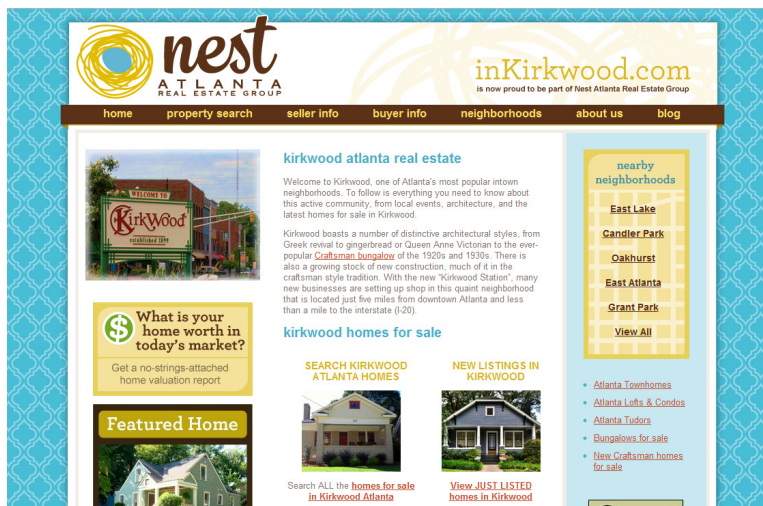 nest
ATLANTA
REAL ESTATE GROUP
inKirkwood.com
is now proud to be part of Nest Atlanta Real Estate Group
home property search seller info buyer info neighborhoods about us blog
WELCOME TO
KirkWood
established 1899
What is your
home worth in
today's market?
$
Get a no-strings-attached
home valuation report
Featured Home
kirkwood atlanta real estate
Welcome to Kirkwood, one of Atlanta's most popular intown
neighborhoods. To follow is everything you need to know about
this active community, from local events, architecture, and the
latest homes for sale in Kirkwood.
Kirkwood boasts a number of distinctive architectural styles, from
Greek revival to gingerbread or Queen Anne Victorian to the ever-
popular Craftsman bungalow of the 1920s and 1930s. There is
also a growing stock of new construction, much of it in the
craftsman style tradition. With the new "Kirkwood Station", many
new businesses are setting up shop in this quaint neighborhood
that is located just five miles from downtown Atlanta and less
than a mile to the interstate (I-20).
kirkwood homes for sale
SEARCH KIRKWOOD
ATLANTA HOMES
Search ALL the homes for sale
in Kirkwood Atlanta
NEW LISTINGS IN
KIRKWOOD
View JUST LISTED
homes in Kirkwood
nearby
neighborhoods
East Lake
Candler Park
Oakhurst
East Atlanta
Grant Park
View All
Atlanta Townhomes
Atlanta Lofts & Condos
Atlanta Tudors
Bungalows for sale
New Craftsman homes
for sale